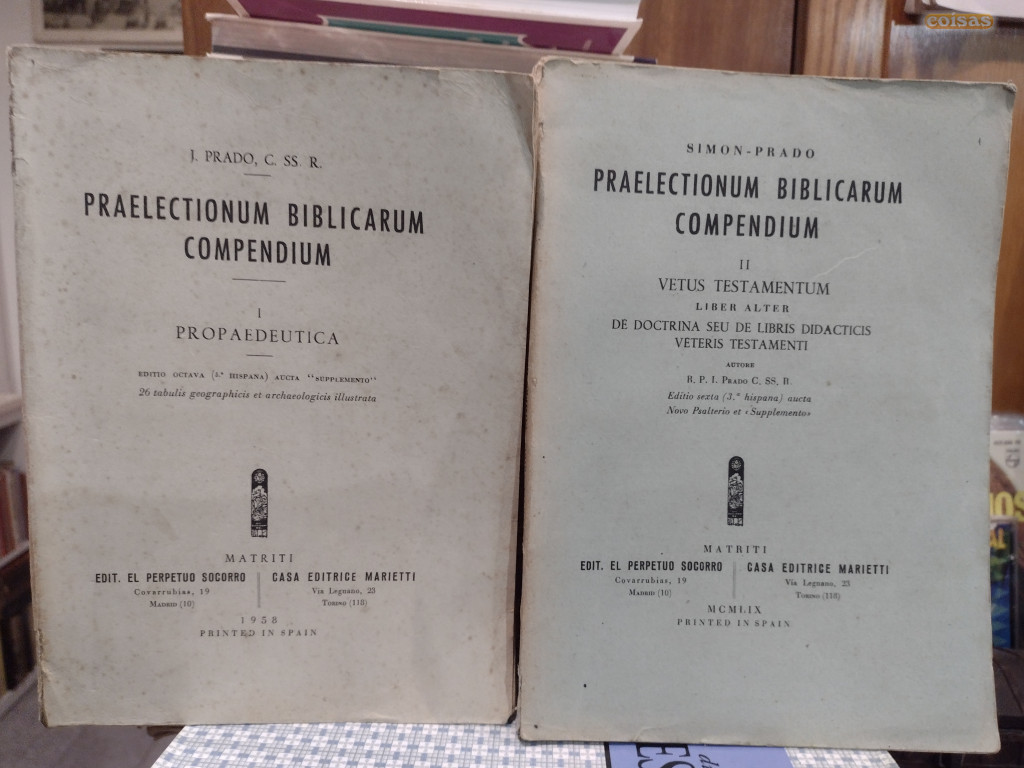 coisas
J. PRADO, C. SS. R.
PRAELECTIONUM BIBLICARUM
COMPENDIUM
I
PROPAEDEUTICA
EDITIO OCTAVA (5.ª HISPANA) AUCTA "SUPPLEMENTO"
26 tabulis geographicis et archaeologicis illustrata
MATRITI
EDIT. EL PERPETUO SOCORRO
Covarrubias, 19
MADRID (10)
CASA EDITRICE MARIETTI
Via Legnano, 23
TORINO (118)
1958
PRINTED IN SPAIN
SIMON-PRADO
PRAELECTIONUM BIBLICARUM
COMPENDIUM
II
VETUS TESTAMENTUM
LIBER ALTER
DE DOCTRINA SEU DE LIBRIS DIDACTICIS
VETERIS TESTAMENTI
AUTORE
R. P. I. PRADO C. SS. R.
Editio sexta (3.ª hispana) aucta
Novo Psalterio et «Supplemento»
MATRITI
EDIT. EL PERPETUO SOCORRO
Covarrubias, 19
MADRID (10)
CASA EDITRICE MARIETTI
Via Legnano, 23
TORINO (118)
MCMLIX
PRINTED IN SPAIN